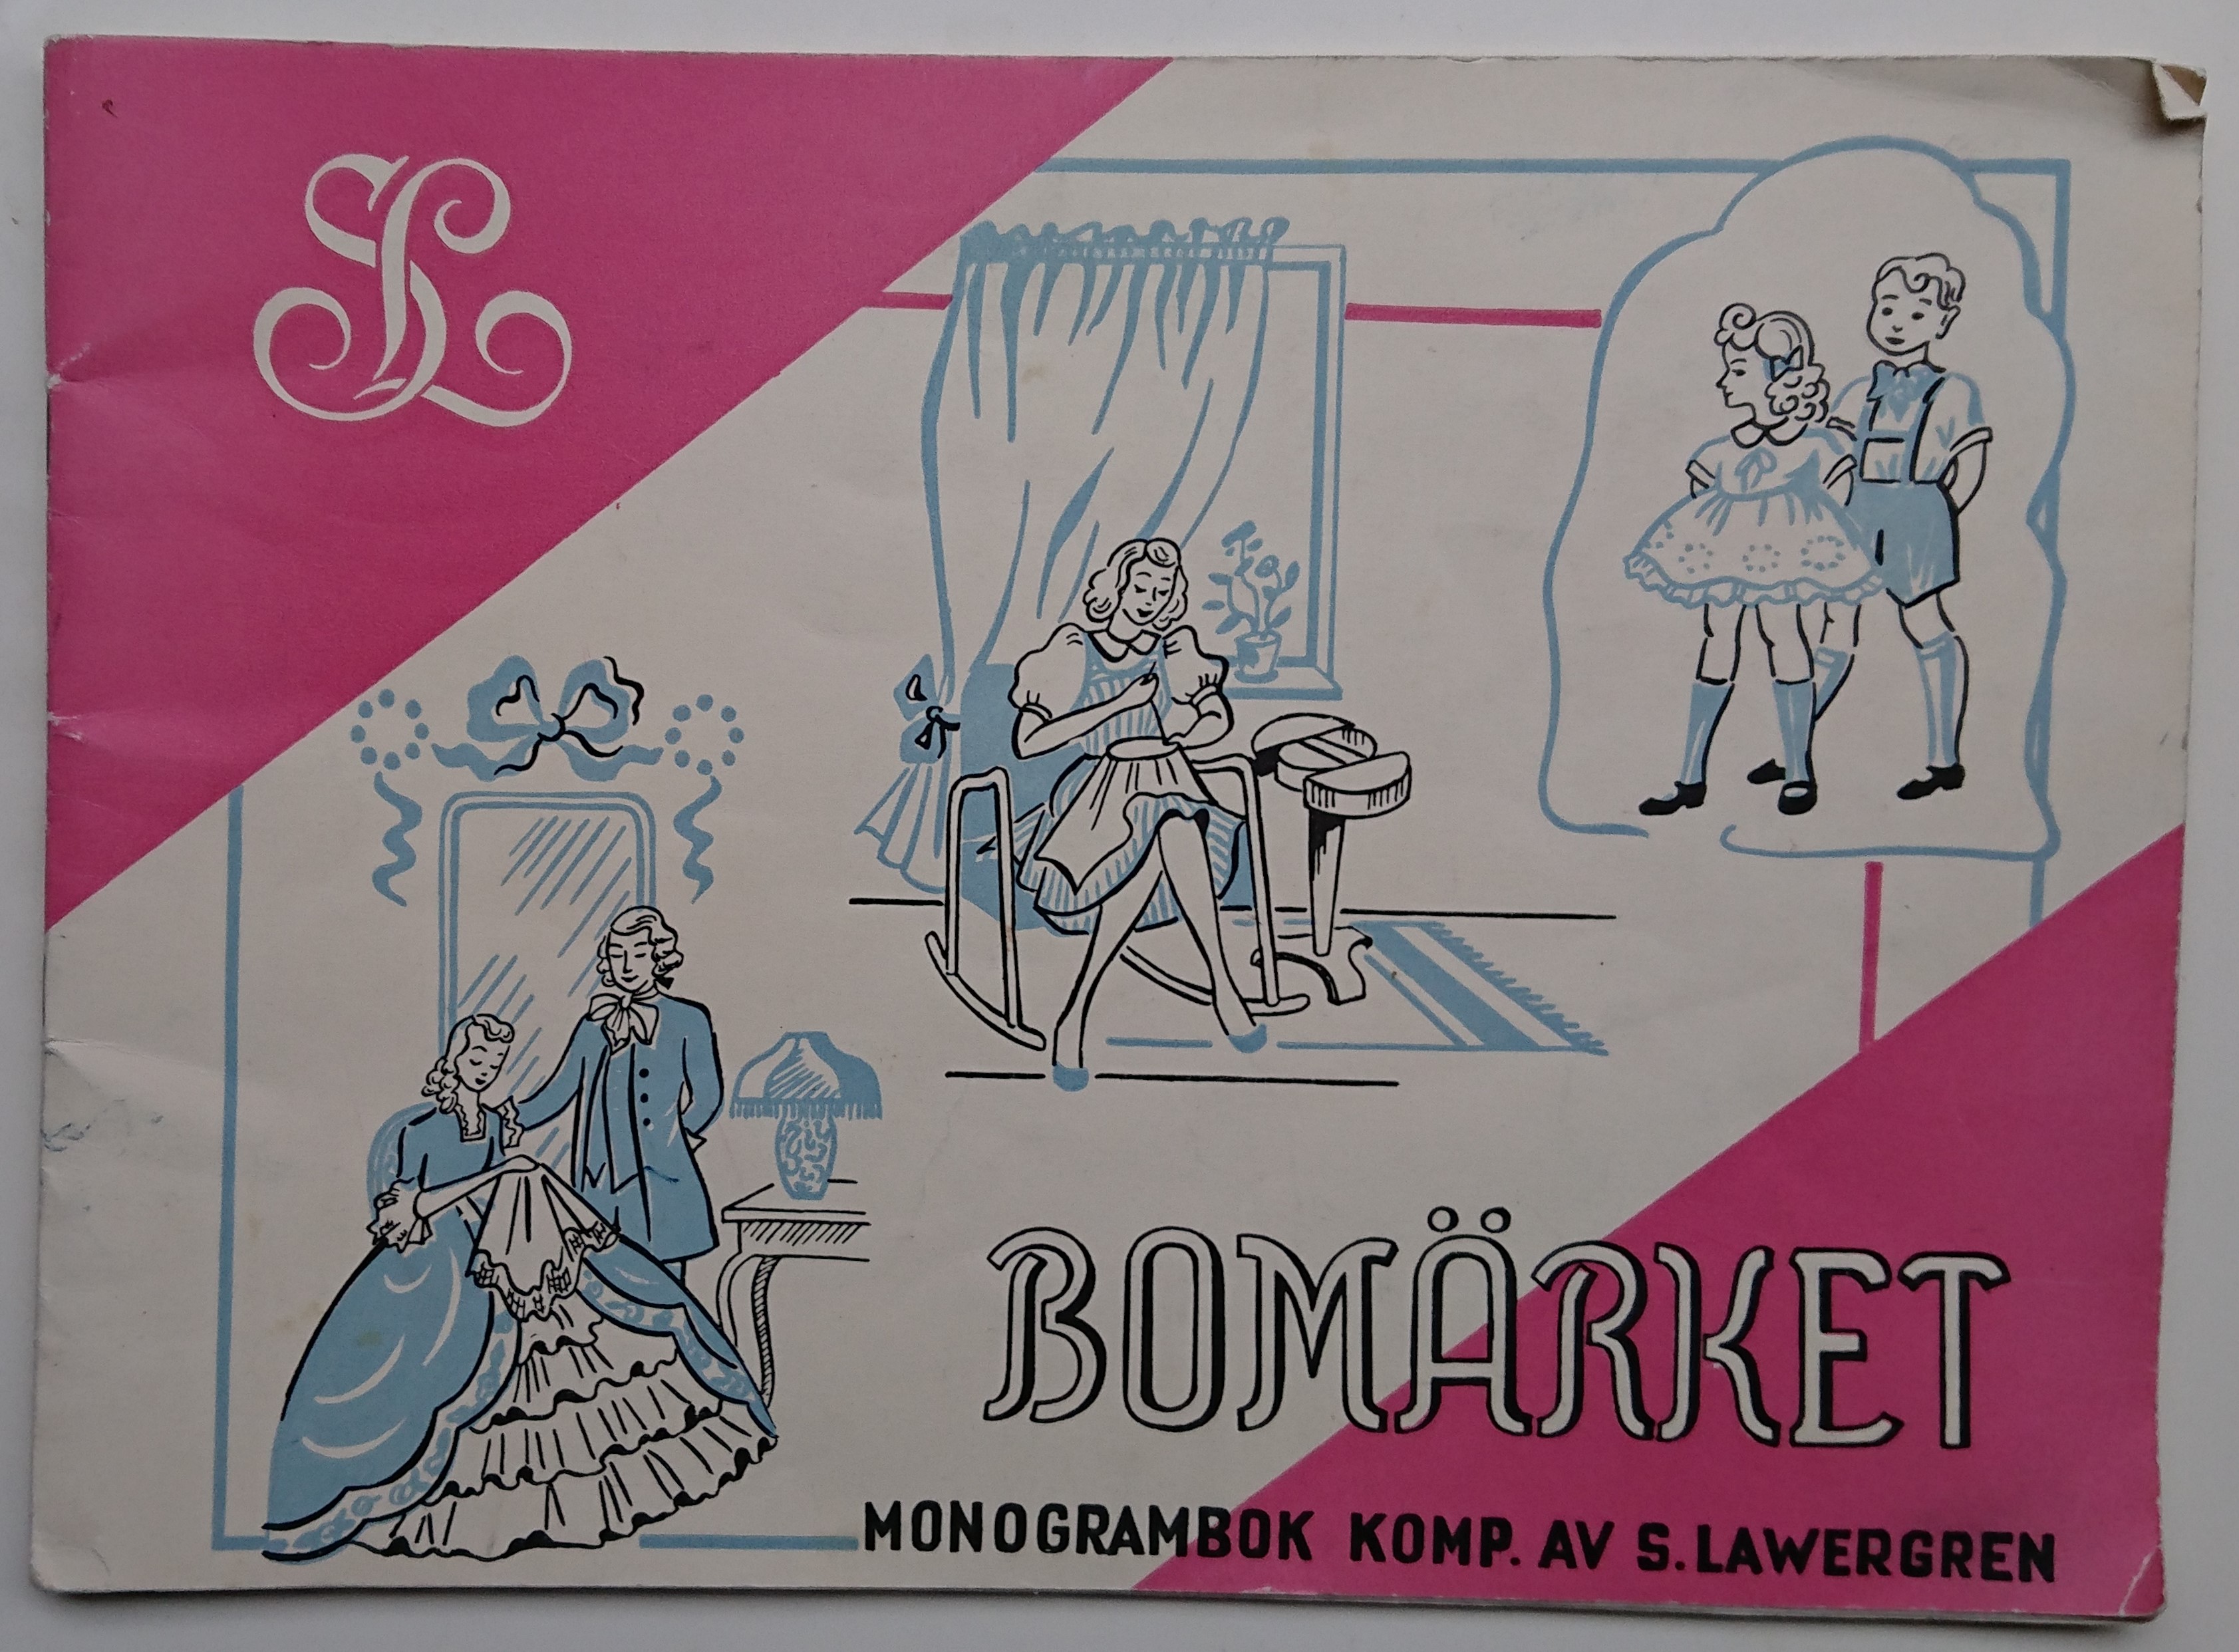 SL
BOMÄRKET
MONOGRAMBOK KOMP. AV S. LAWERGREN